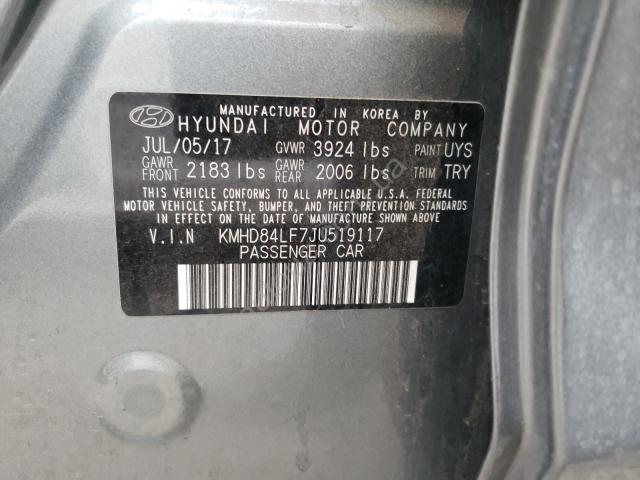 MANUFACTURED IN KOREA BY
HYUNDAI MOTOR COMPANY
JUL/05/17 GVWR 3924 lbs PAINT UYS
GAWR FRONT 2183 lbs GAWR REAR 2006 lbs TRIM TRY
THIS VEHICLE CONFORMS TO ALL APPLICABLE U.S.A. FEDERAL
MOTOR VEHICLE SAFETY, BUMPER, AND THEFT PREVENTION STANDARDS
IN EFFECT ON THE DATE OF MANUFACTURE SHOWN ABOVE
V.I.N KMHD84LF7JU519117
PASSENGER CAR